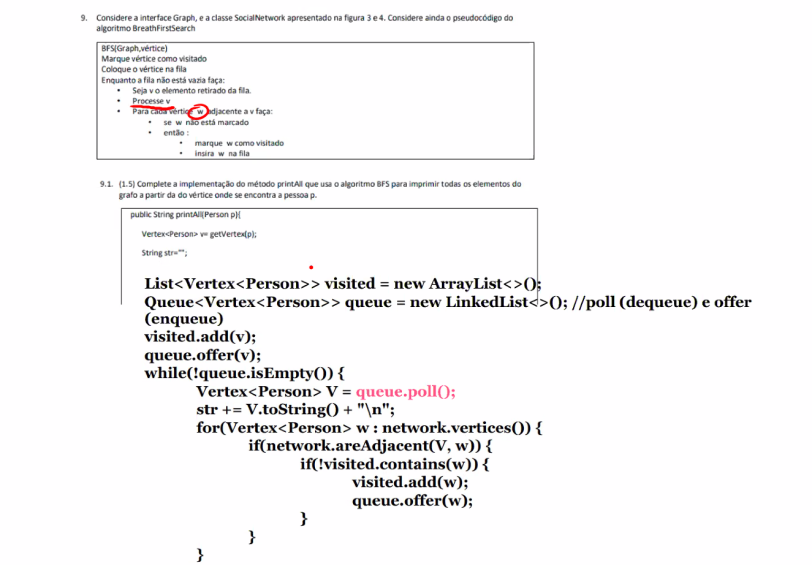 9. Considere a interface Graph, e a classe SocialNetwork apresentado na figura 3 e 4. Considere ainda o pseudocódigo do
algoritmo BreathFirstSearch
BFS(Graph,vértice)
Marque vértice como visitado
Coloque o vértice na fila
Enquanto a fila não está vazia faça:
• Seja v o elemento retirado da fila.
• Processe v
• Para cada vértice w adjacente a v faça:
• se w não está marcado
• então :
• marque w como visitado
• insira w na fila
9.1. (1.5) Complete a implementação do método printAll que usa o algoritmo BFS para imprimir todas os elementos do
grafo a partir da do vértice onde se encontra a pessoa p.
public String printAll(Person p){
Vertex<Person> v= getVertex(p);
String str="";
List<Vertex<Person>> visited = new ArrayList<>();
Queue<Vertex<Person>> queue = new LinkedList<>(); //poll (dequeue) e offer
(enqueue)
visited.add(v);
queue.offer(v);
while(!queue.isEmpty()) {
Vertex<Person> V = queue.poll();
str += V.toString() + "\n";
for(Vertex<Person> w : network.vertices()) {
if(network.areAdjacent(V, w)) {
if(!visited.contains(w)) {
visited.add(w);
queue.offer(w);
}
}
}